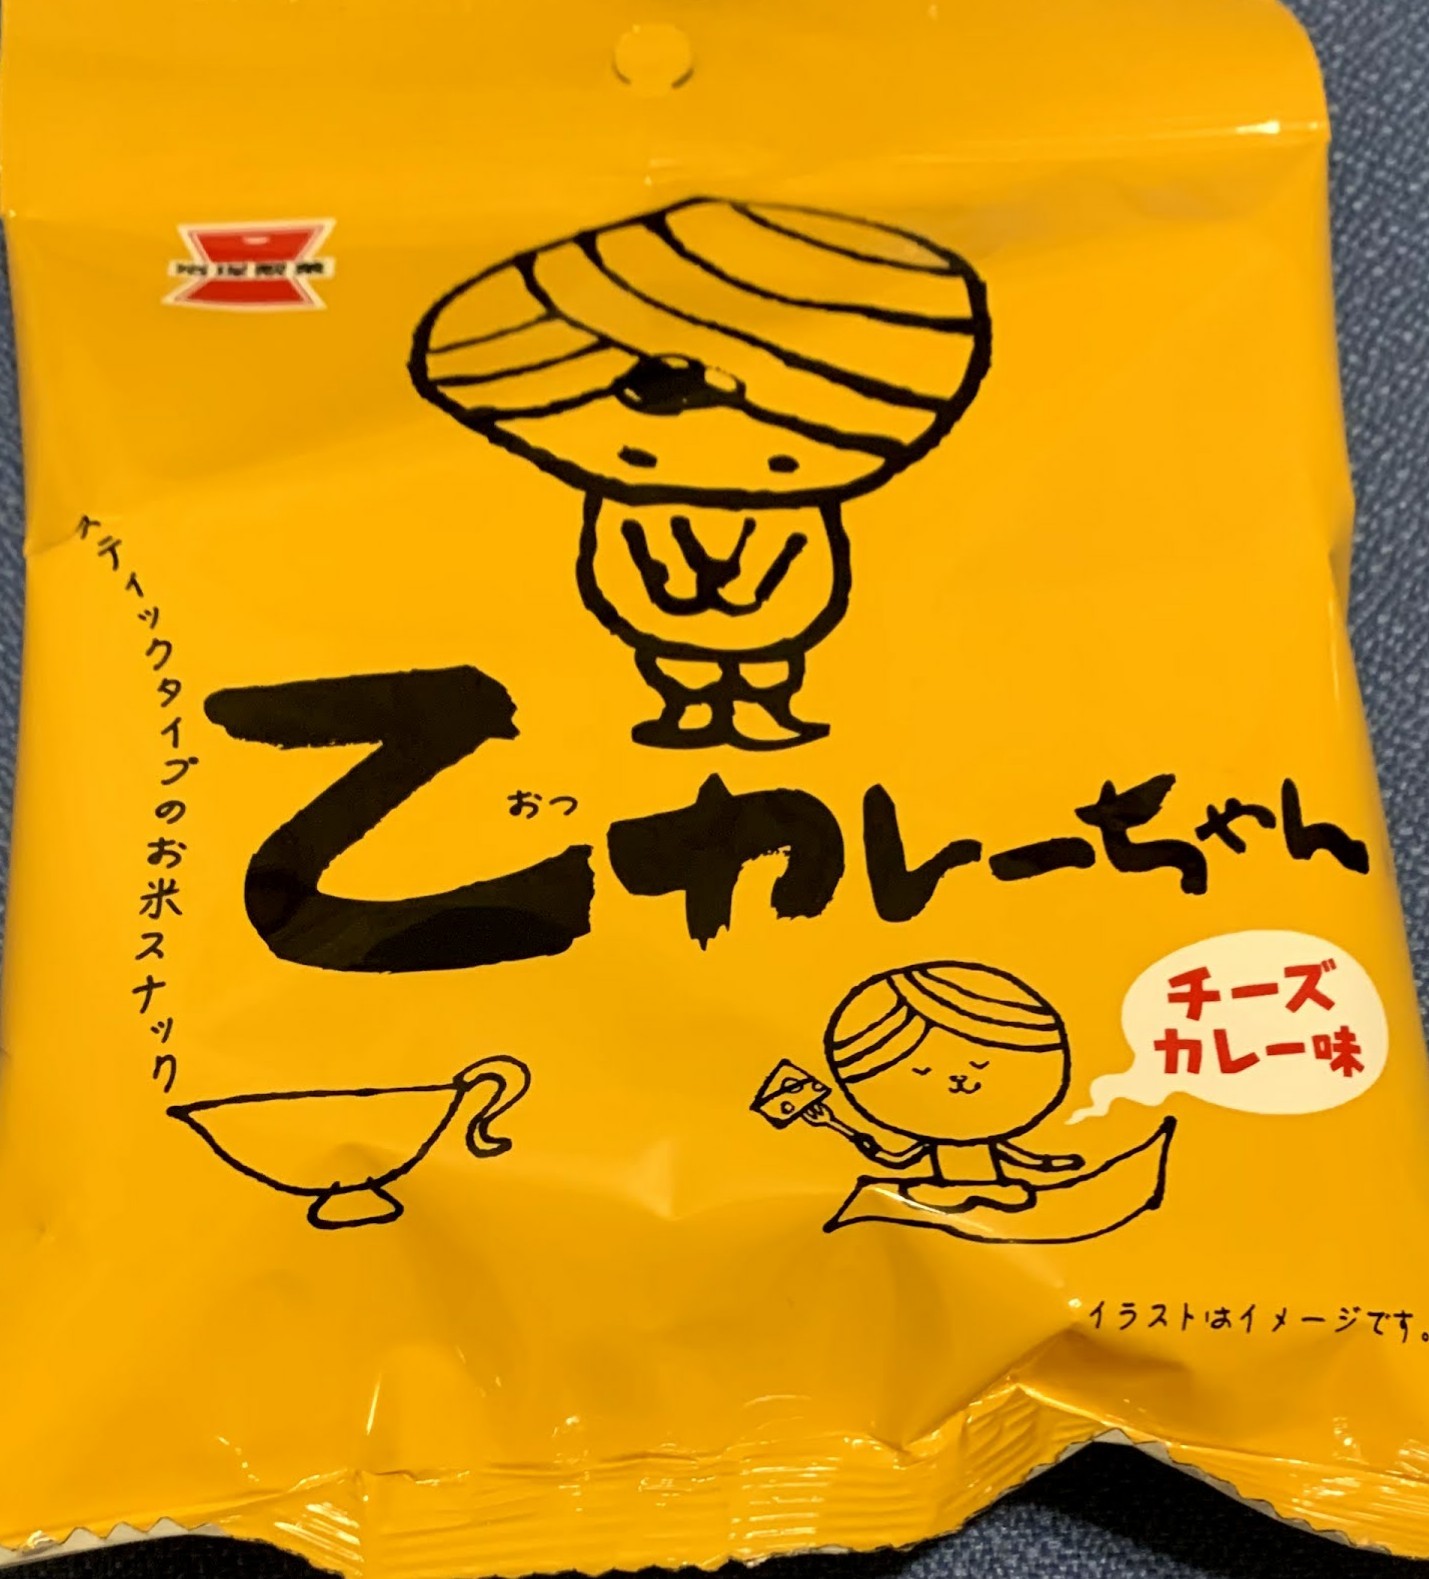 スティックタイプのお米スナック
乙カレーちゃん
おつ
チーズ
カレー味
イラストはイメージです。